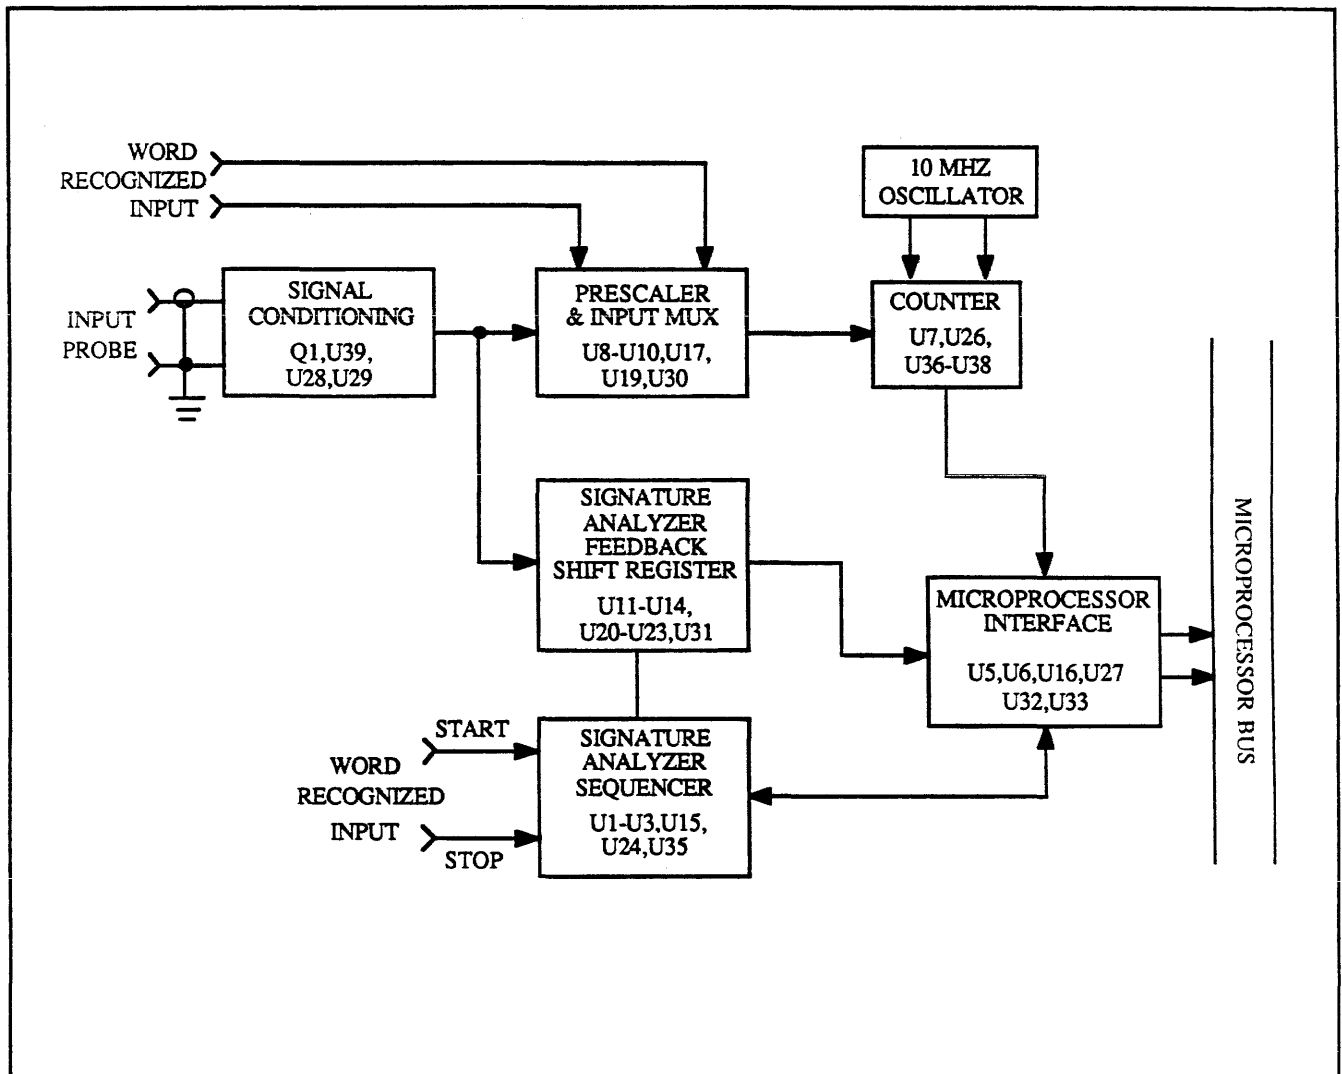 WORD
RECOGNIZED
INPUT
10 MHZ
OSCILLATOR
INPUT
PROBE
SIGNAL
CONDITIONING
Q1,U39,
U28,U29
PRESCALER
& INPUT MUX
U8-U10,U17,
U19,U30
COUNTER
U7,U26,
U36-U38
SIGNATURE
ANALYZER
FEEDBACK
SHIFT REGISTER
U11-U14,
U20-U23,U31
MICROPROCESSOR
INTERFACE
U5,U6,U16,U27
U32,U33
MICROPROCESSOR BUS
START
WORD
RECOGNIZED
INPUT
STOP
SIGNATURE
ANALYZER
SEQUENCER
U1-U3,U15,
U24,U35